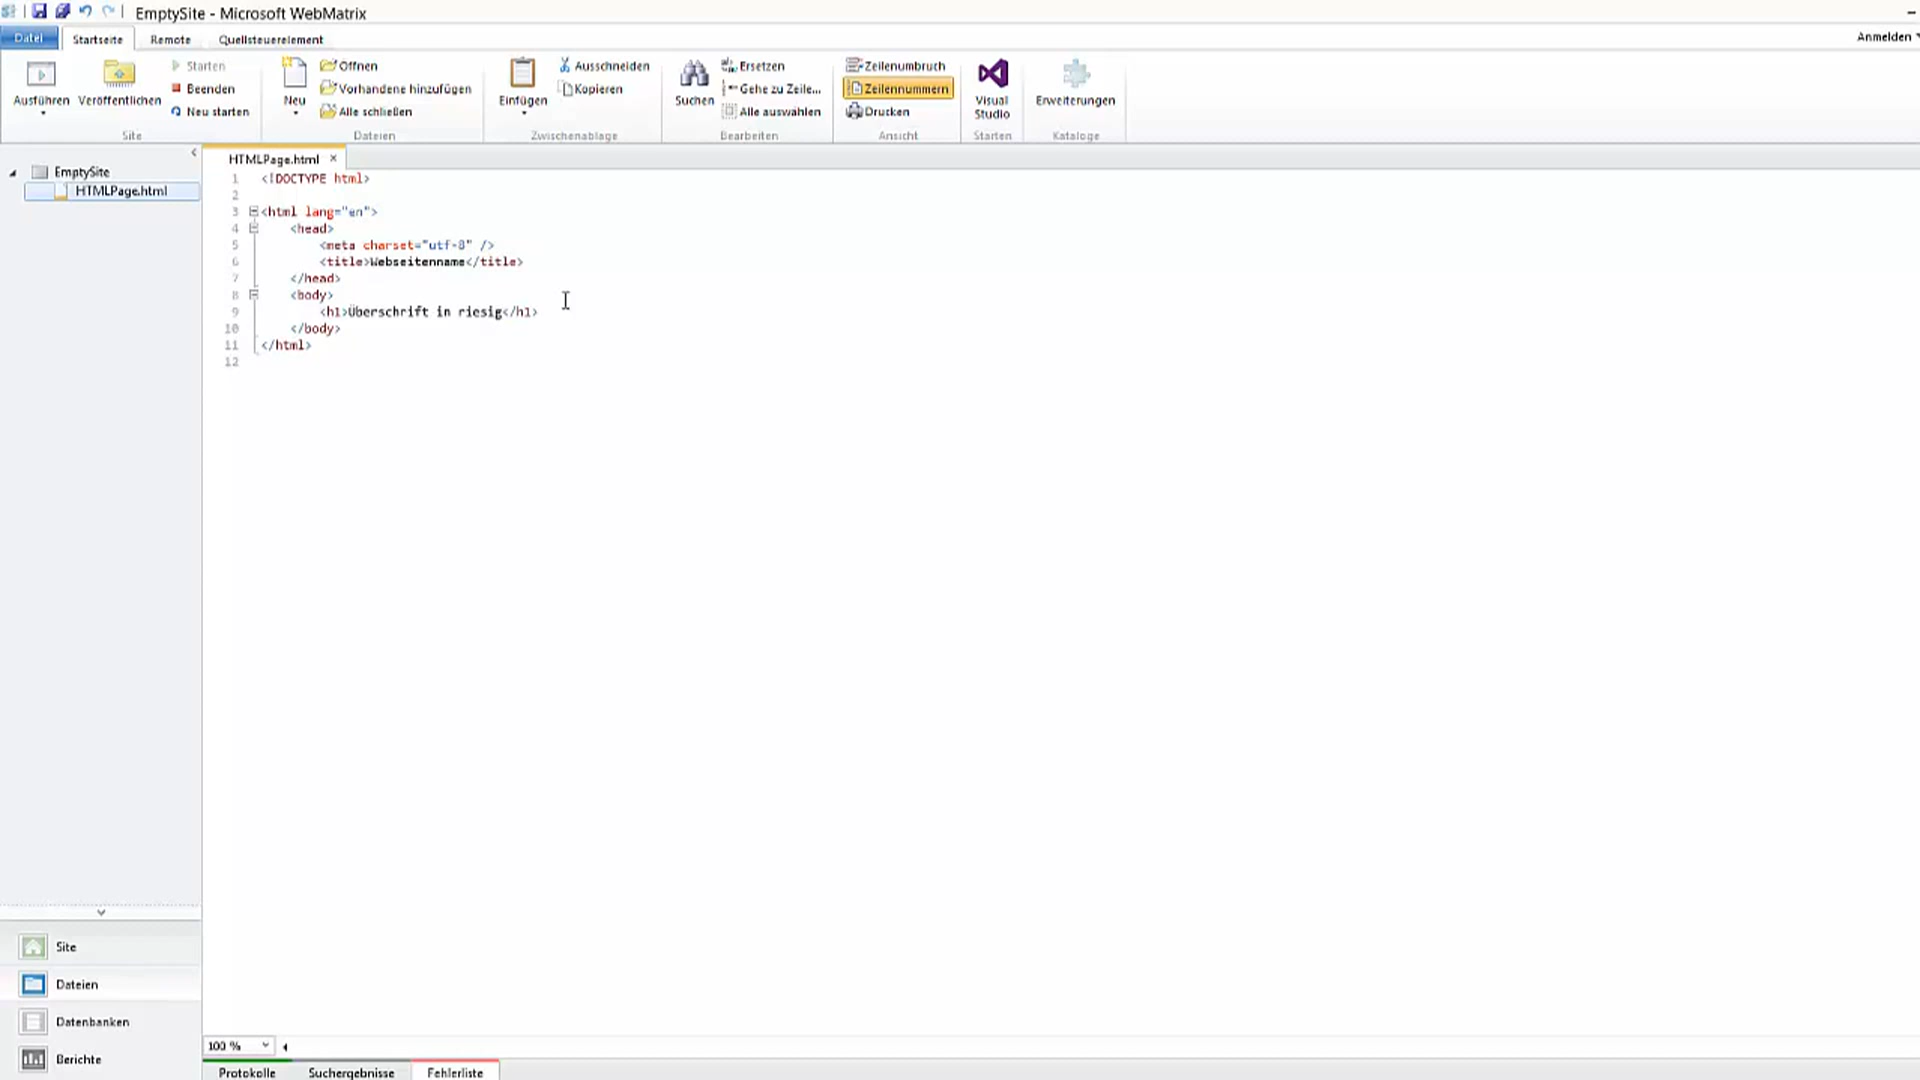 EmptySite - Microsoft WebMatrix
Datei Startseite Remote Quellsteuerelement Anmelden
Ausführen Veröffentlichen Starten Beenden Neu starten
Neu Öffnen Vorhandene hinzufügen Alle schließen
Einfügen Ausschneiden Kopieren
Suchen Ersetzen Gehe zu Zeile... Alle auswählen
Zeilenumbruch Zeilennummern Drucken
Visual Studio
Erweiterungen
Site Dateien Zwischenablage Bearbeiten Ansicht Starten Kataloge
EmptySite
HTMLPage.html
HTMLPage.html ×
1 <!DOCTYPE html>
2
3 <html lang="en">
4 <head>
5 <meta charset="utf-8" />
6 <title>Webseitenname</title>
7 </head>
8 <body>
9 <h1>Überschrift in riesig</h1>
10 </body>
11 </html>
12
Site
Dateien
Datenbanken
Berichte
100 %
Protokolle Suchergebnisse Fehlerliste